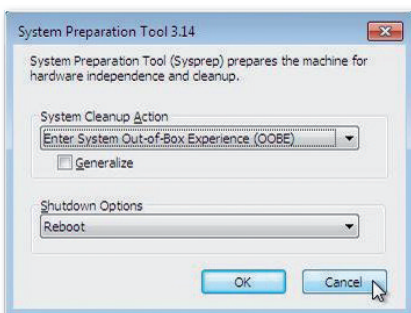 System Preparation Tool 3.14
System Preparation Tool (Sysprep) prepares the machine for
hardware independence and cleanup.
System Cleanup Action
Enter System Out-of-Box Experience (OOBE)
Generalize
Shutdown Options
Reboot
OK
Cancel